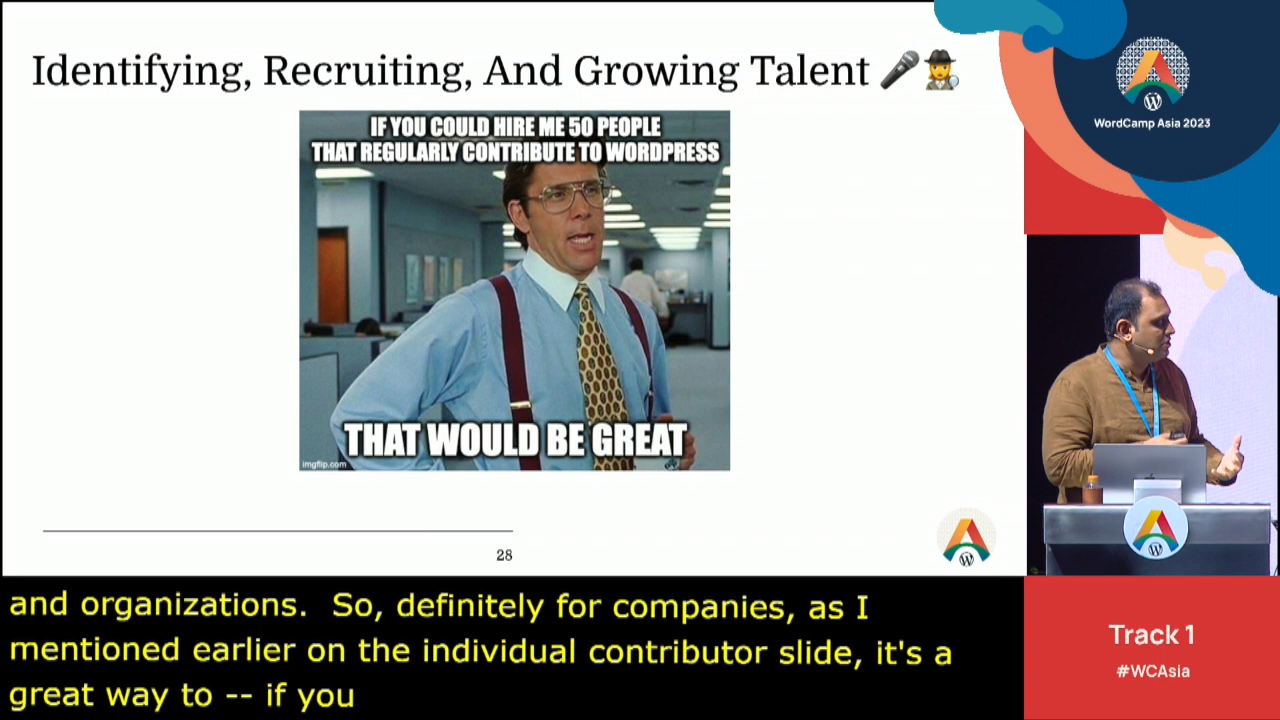 Identifying, Recruiting, And Growing Talent
IF YOU COULD HIRE ME 50 PEOPLE
THAT REGULARLY CONTRIBUTE TO WORDPRESS
THAT WOULD BE GREAT
imgflip.com
28
WordCamp Asia 2023
and organizations.  So, definitely for companies, as I
mentioned earlier on the individual contributor slide, it's a
great way to -- if you
Track 1
#WCAsia